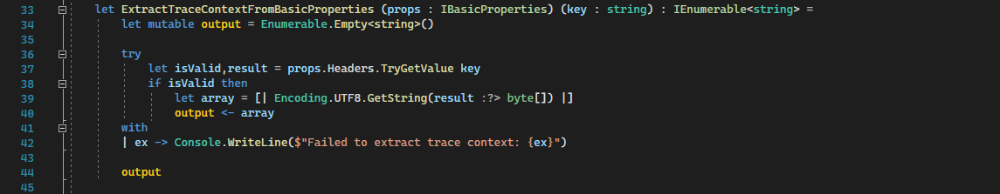 33 let ExtractTraceContextFromBasicProperties (props : IBasicProperties) (key : string) : IEnumerable<string> =
34 let mutable output = Enumerable.Empty<string>()
35
36 try
37 let isValid,result = props.Headers.TryGetValue key
38 if isValid then
39 let array = [| Encoding.UTF8.GetString(result :?> byte[]) |]
40 output <- array
41 with
42 | ex -> Console.WriteLine($"Failed to extract trace context: {ex}")
43
44 output
45